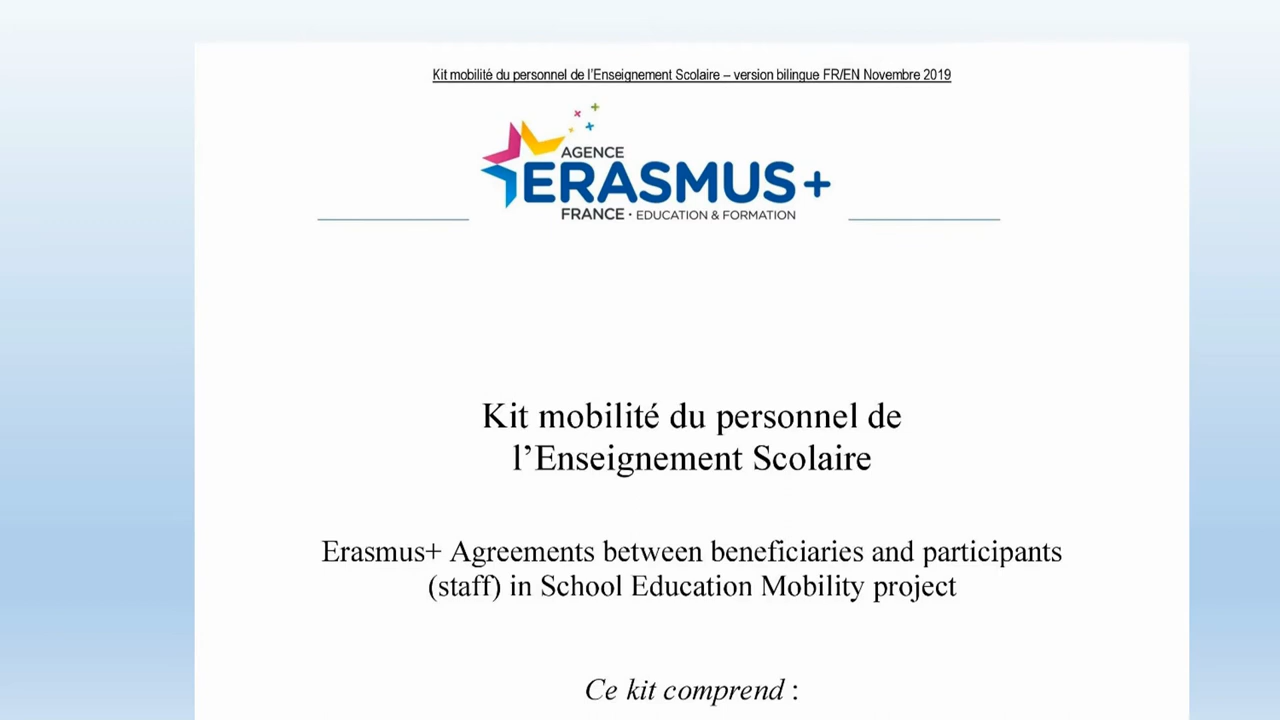 Kit mobilité du personnel de l’Enseignement Scolaire – version bilingue FR/EN Novembre 2019
AGENCE
ERASMUS+
FRANCE · EDUCATION & FORMATION
Kit mobilité du personnel de
l’Enseignement Scolaire
Erasmus+ Agreements between beneficiaries and participants
(staff) in School Education Mobility project
Ce kit comprend :